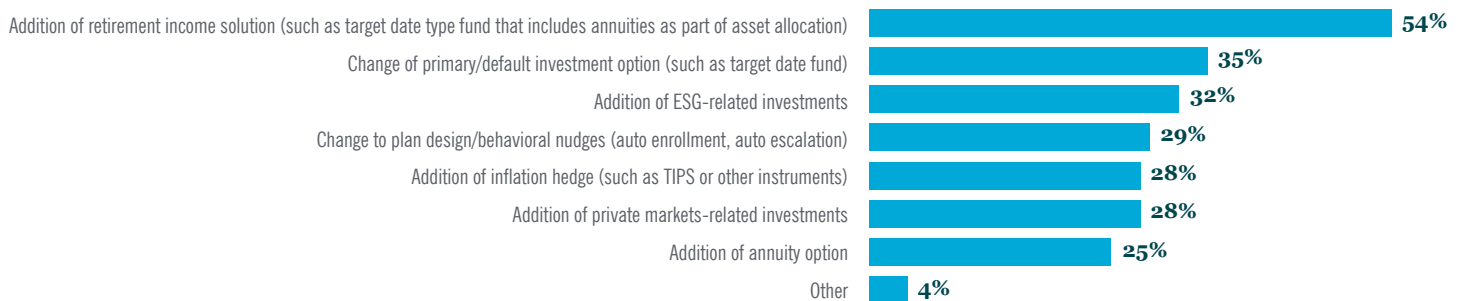 Addition of retirement income solution (such as target date type fund that includes annuities as part of asset allocation) 54%
Change of primary/default investment option (such as target date fund) 35%
Addition of ESG-related investments 32%
Change to plan design/behavioral nudges (auto enrollment, auto escalation) 29%
Addition of inflation hedge (such as TIPS or other instruments) 28%
Addition of private markets-related investments 28%
Addition of annuity option 25%
Other 4%